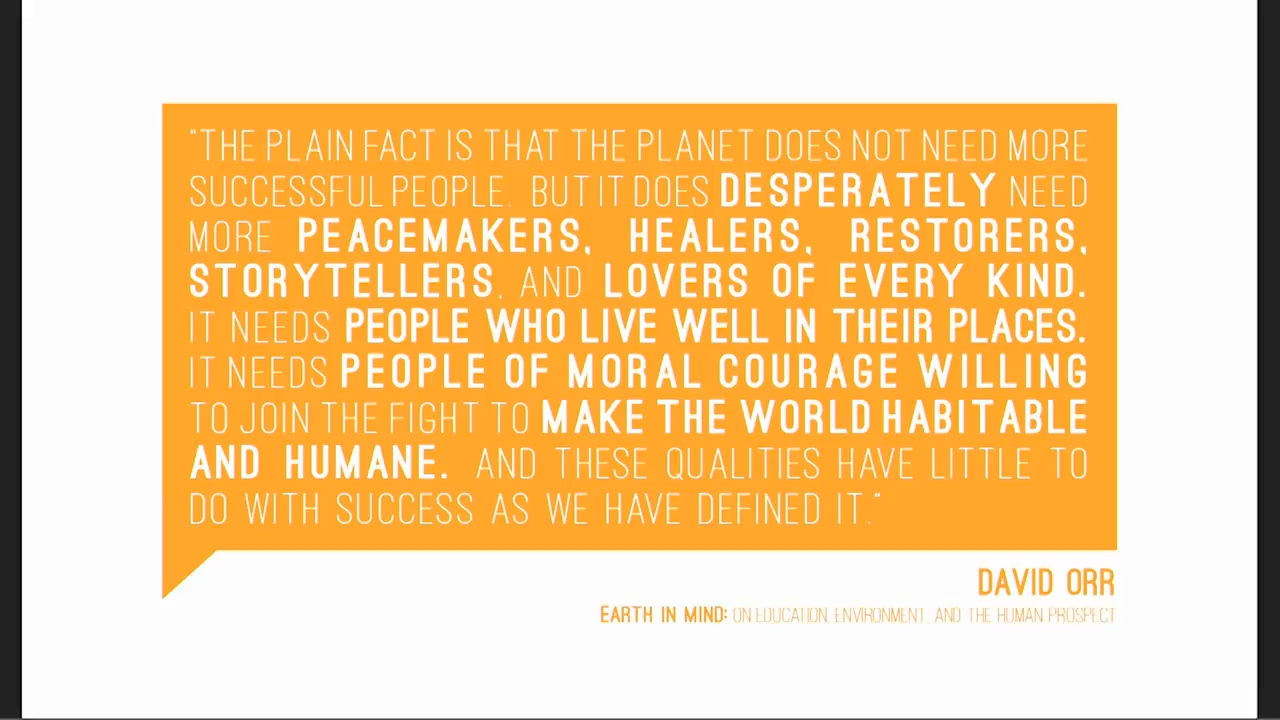 "THE PLAIN FACT IS THAT THE PLANET DOES NOT NEED MORE
SUCCESSFUL PEOPLE. BUT IT DOES DESPERATELY NEED
MORE PEACEMAKERS, HEALERS, RESTORERS,
STORYTELLERS, AND LOVERS OF EVERY KIND.
IT NEEDS PEOPLE WHO LIVE WELL IN THEIR PLACES.
IT NEEDS PEOPLE OF MORAL COURAGE WILLING
TO JOIN THE FIGHT TO MAKE THE WORLD HABITABLE
AND HUMANE. AND THESE QUALITIES HAVE LITTLE TO
DO WITH SUCCESS AS WE HAVE DEFINED IT."
DAVID ORR
EARTH IN MIND: ON EDUCATION, ENVIRONMENT, AND THE HUMAN PROSPECT